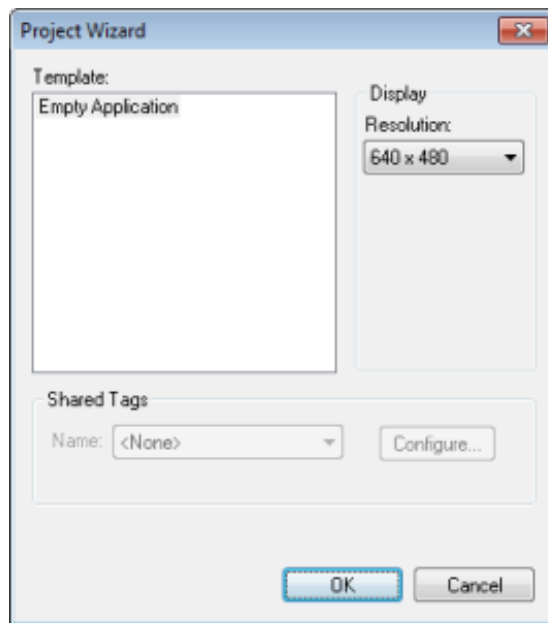 Project Wizard
Template:
Empty Application
Display
Resolution:
640 x 480
Shared Tags
Name: <None> Configure...
OK Cancel